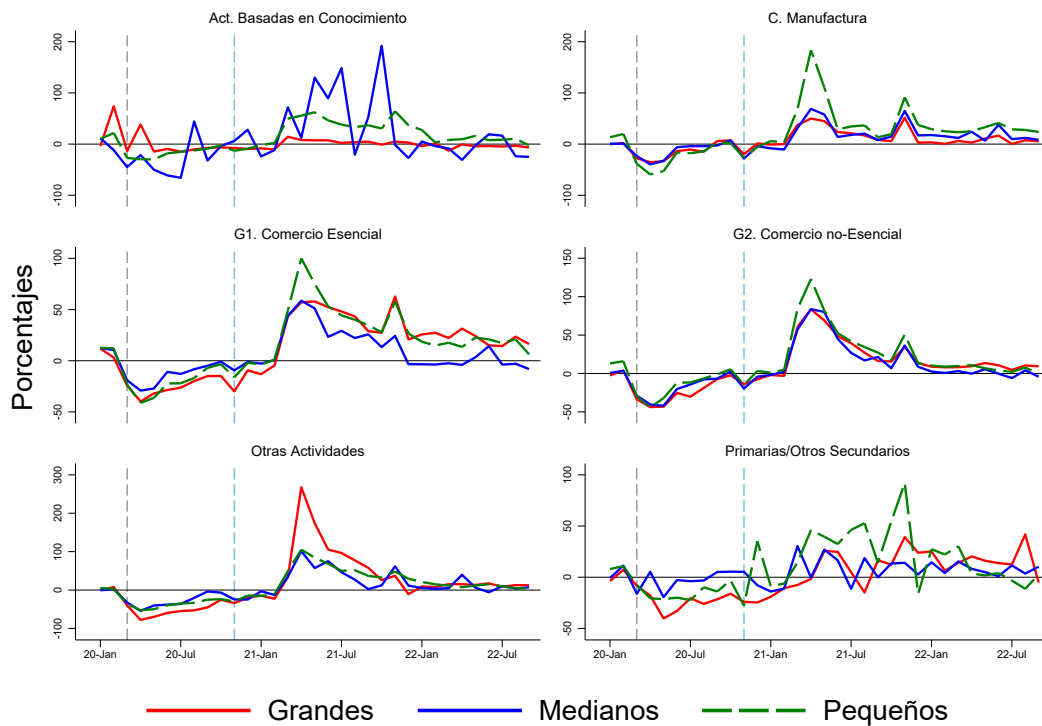 Act. Basadas en Conocimiento
C. Manufactura
200
100
0
-100
200
100
0
-100
G1. Comercio Esencial
G2. Comercio no-Esencial
Porcentajes
100
50
0
-50
150
100
50
0
-50
Otras Actividades
Primarias/Otros Secundarios
300
200
100
0
-100
100
50
0
-50
20-Jan 20-Jul 21-Jan 21-Jul 22-Jan 22-Jul
20-Jan 20-Jul 21-Jan 21-Jul 22-Jan 22-Jul
Grandes Medianos Pequeños